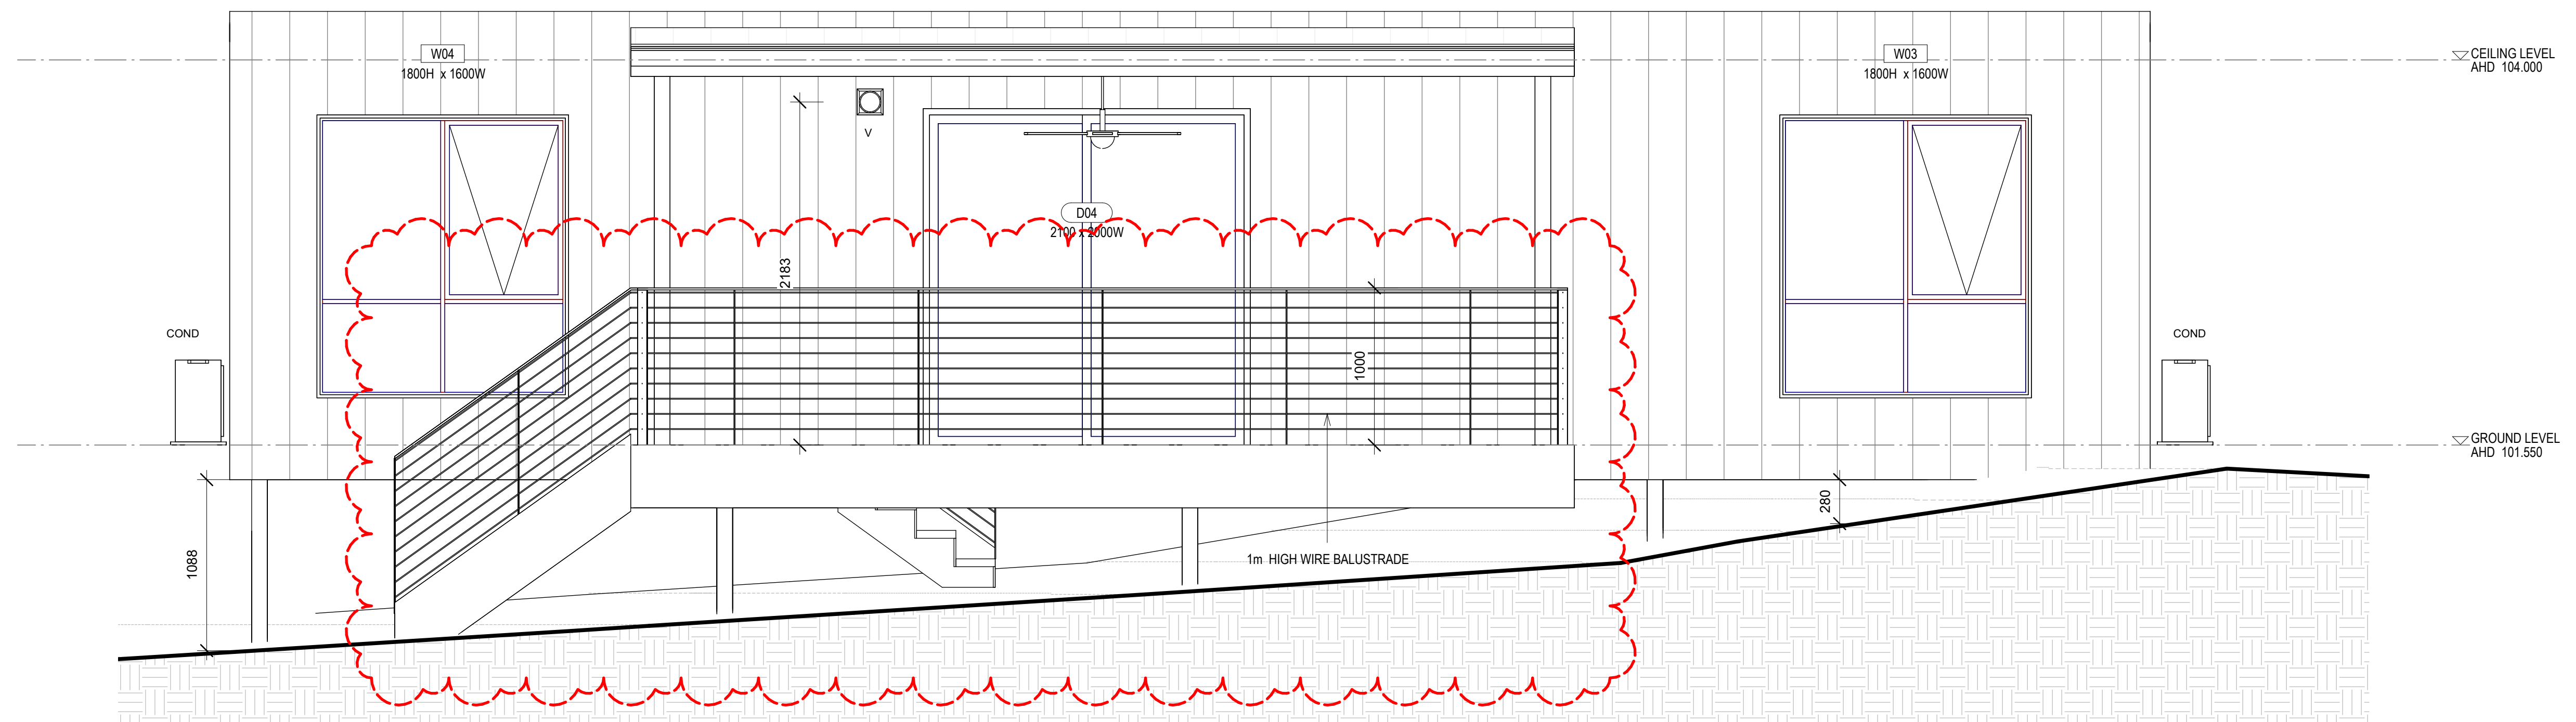 W04
1800H x 1600W
W03
1800H x 1600W
CEILING LEVEL
AHD 104.000
V
D04
2100 x 2000W
2183
COND
COND
1000
GROUND LEVEL
AHD 101.550
280
1088
1m HIGH WIRE BALUSTRADE